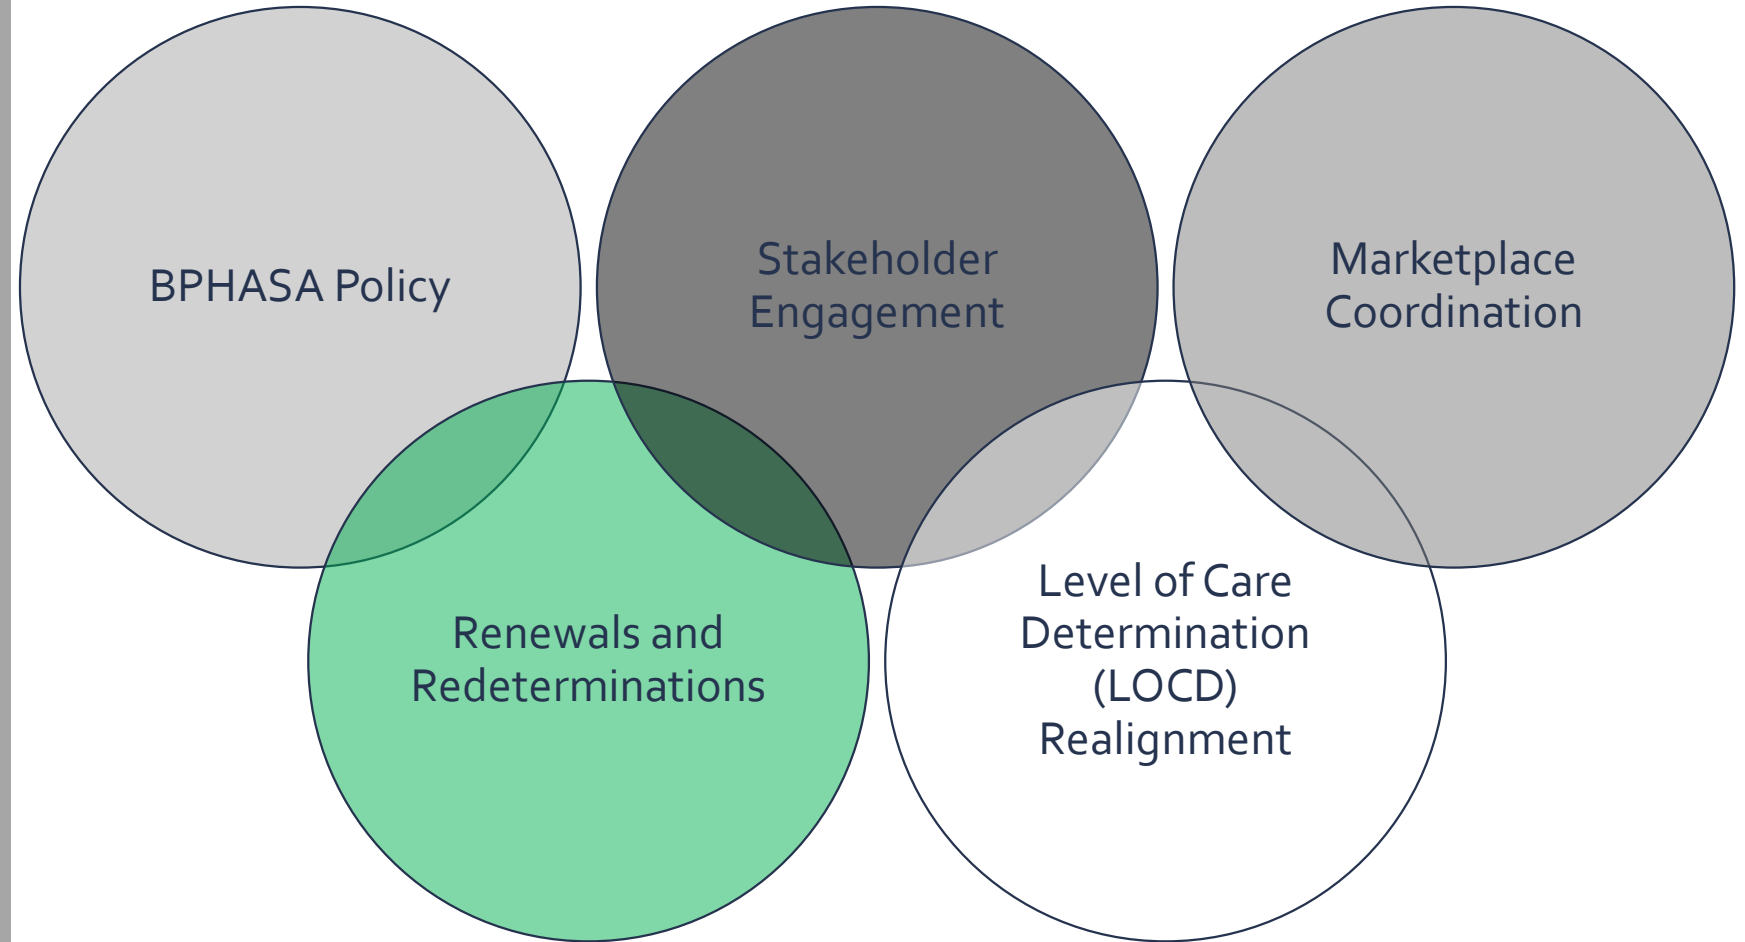 BPHASA Policy
Stakeholder
Engagement
Marketplace
Coordination
Renewals and
Redeterminations
Level of Care
Determination
(LOCD)
Realignment